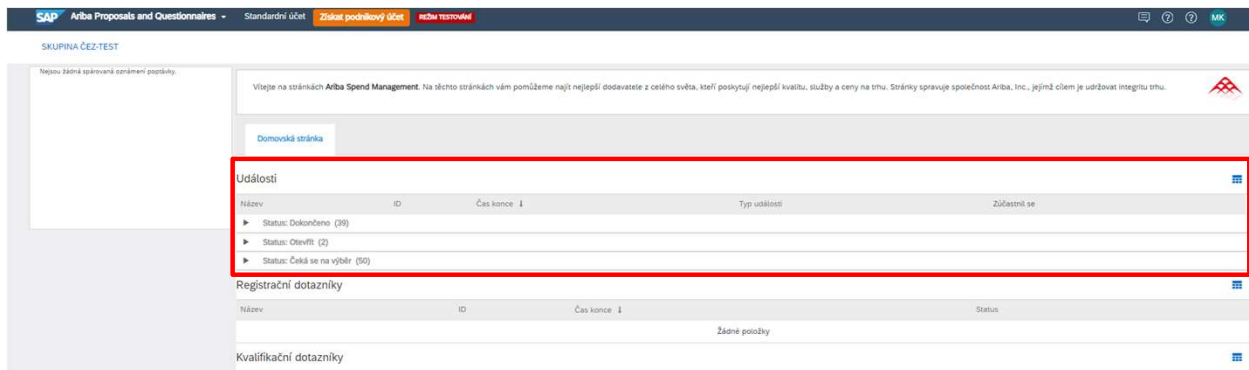 SAP Ariba Proposals and Questionnaires Standardní účet Získat podnikový účet REŽIM TESTOVÁNÍ MK
SKUPINA ČEZ-TEST
Nejsou žádná spárovaná oznámení poptávky.
Vítejte na stránkách Ariba Spend Management. Na těchto stránkách vám pomůžeme najít nejlepší dodavatele z celého světa, kteří poskytují nejlepší kvalitu, služby a ceny na trhu. Stránky spravuje společnost Ariba, Inc., jejímž cílem je udržovat integritu trhu.
Domovská stránka
Události
Název ID Čas konce ↓ Typ události Zúčastnil se
► Status: Dokončeno (39)
► Status: Otevřít (2)
► Status: Čeká se na výběr (50)
Registrační dotazníky
Název ID Čas konce ↓ Status
Žádné položky
Kvalifikační dotazníky